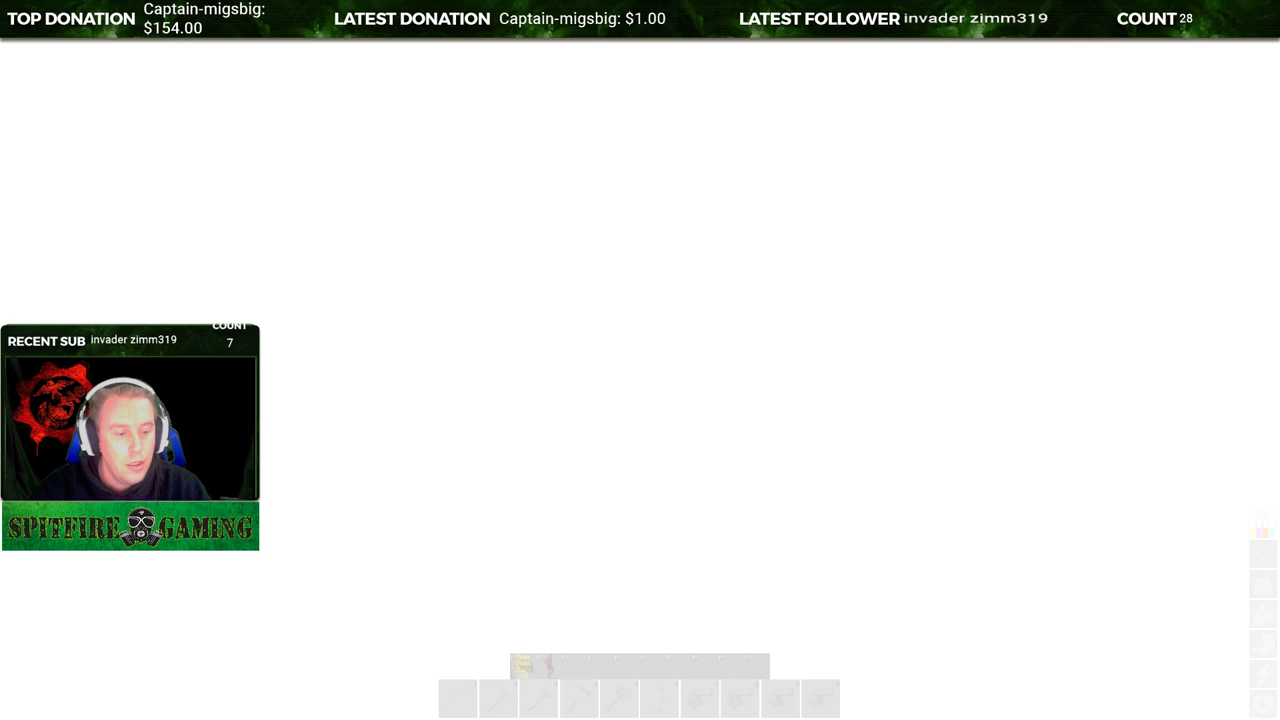 TOP DONATION
Captain-migsbig:
$154.00
LATEST DONATION
Captain-migsbig: $1.00
LATEST FOLLOWER
invader zimm319
COUNT
28
COUNT
RECENT SUB
invader zimm319
7
SPITFIRE GAMING